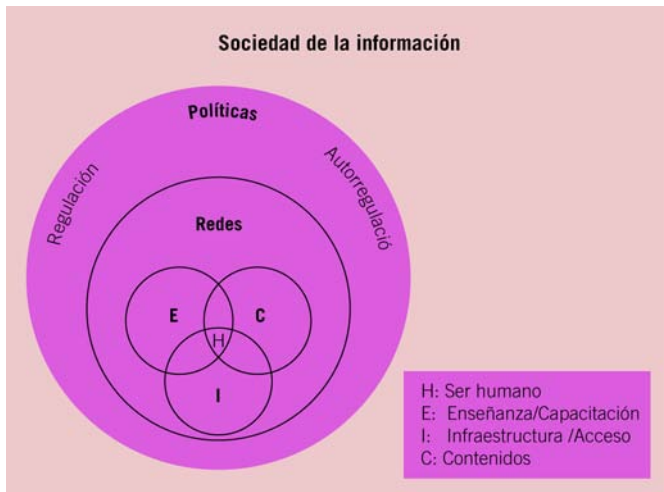 Sociedad de la información
Políticas
Regulación
Autorregulació
Redes
E
C
H
I
H: Ser humano
E: Enseñanza/Capacitación
I: Infraestructura /Acceso
C: Contenidos